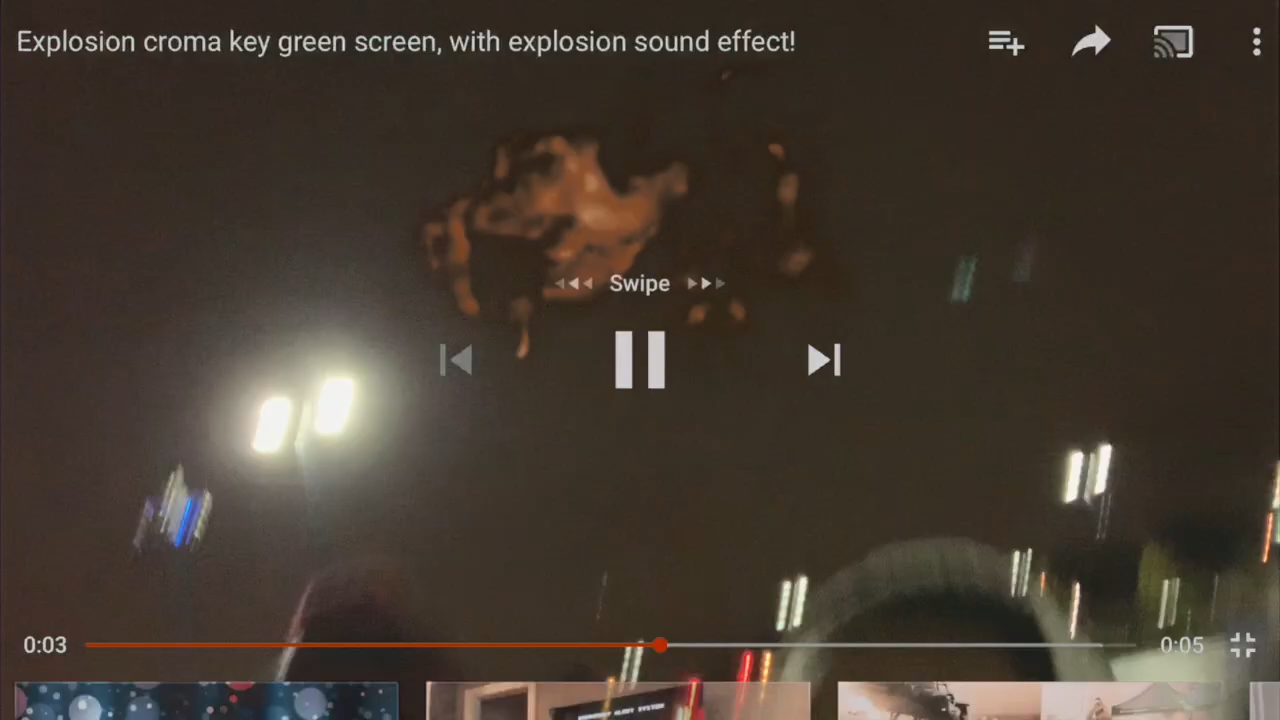 Explosion croma key green screen, with explosion sound effect!
Swipe
0:03
0:05